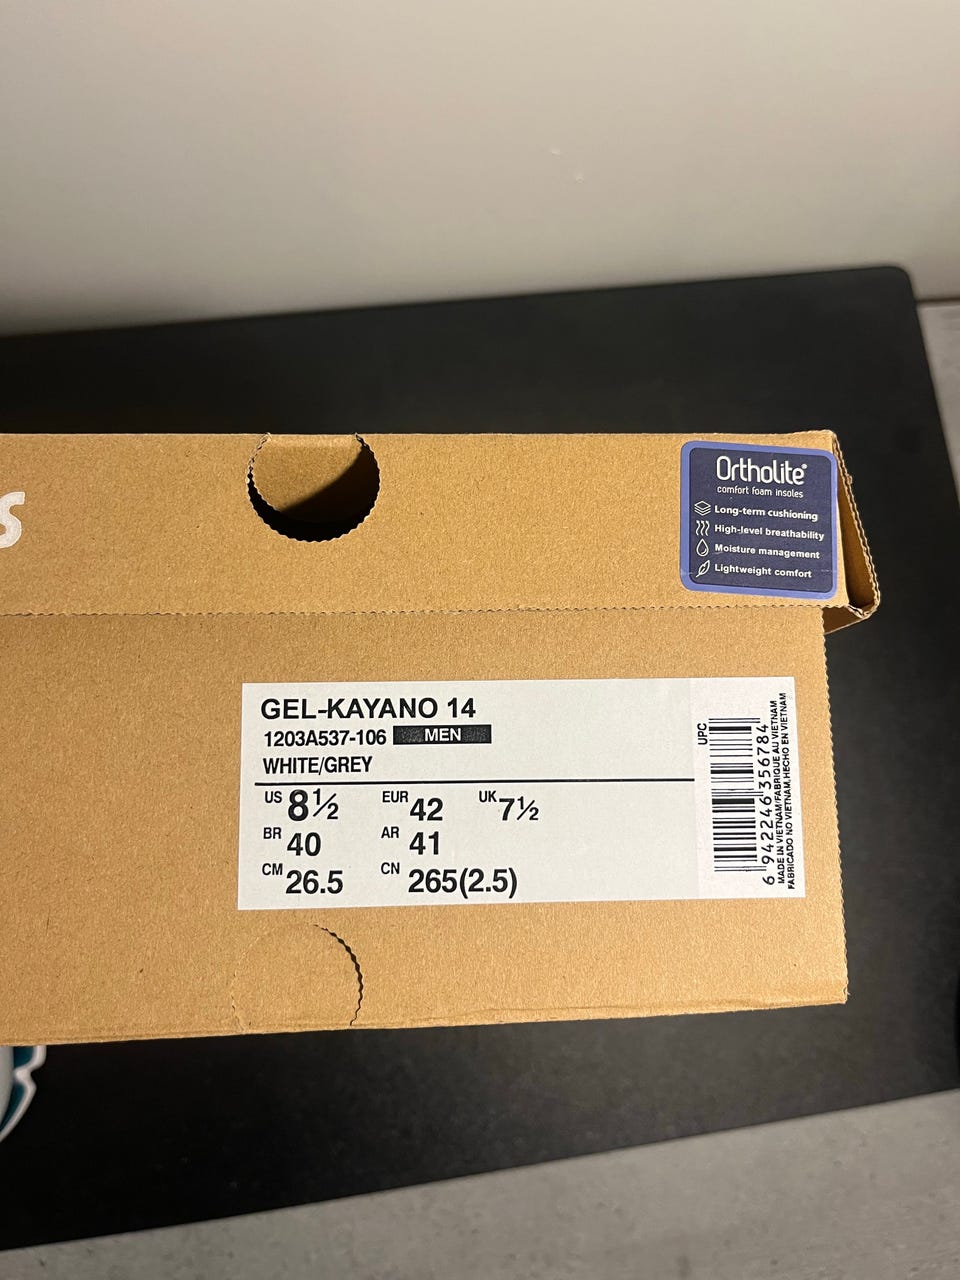 s
Ortholite®
comfort foam insoles
Long-term cushioning
High-level breathability
Moisture management
Lightweight comfort
GEL-KAYANO 14
1203A537-106 MEN
WHITE/GREY
US 8½ EUR 42 UK 7½
BR 40 AR 41
CM 26.5 CN 265(2.5)
UPC
6 942246 356784
MADE IN VIETNAM/FABRIQUE AU VIETNAM
FABRICADO NO VIETNAM.HECHO EN VIETNAM